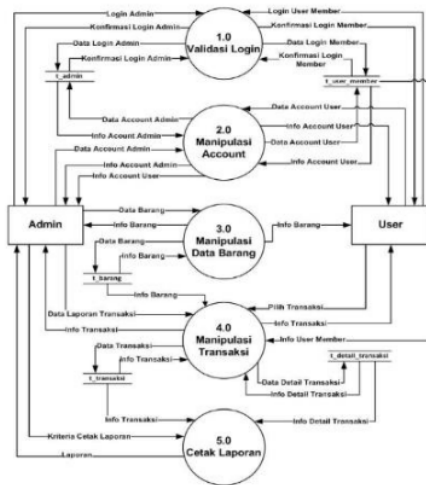 Login Admin
Login User Member
Konfirmasi Login Admin
1.0
Validasi Login
Konfirmasi Login Member
Data Login Admin
Data Login Member
Konfirmasi Login Admin
Konfirmasi Login
Member
t_admin
t_user_member
Data Account Admin
Data Account User
2.0
Manipulasi
Account
Info Acount Admin
Info Account User
Data Account Admin
Data Account User
Info Account Admin
Info Account User
Info Account User
Admin
User
Data Barang
Info Barang
3.0
Manipulasi
Data Barang
Info Barang
Data Barang
Info Barang
t_barang
Info Barang
Pilih Transaksi
Data Laporan Transaksi
4.0
Manipulasi
Transaksi
Info Transaksi
Info Transaksi
Info User Member
Data Transaksi
t_detail_transaksi
Info Transaksi
t_transaksi
Data Detail Transaksi
Info Detail Transaksi
Info Transaksi
Info Detail Transaksi
5.0
Cetak Laporan
Kriteria Cetak Laporan
Laporan